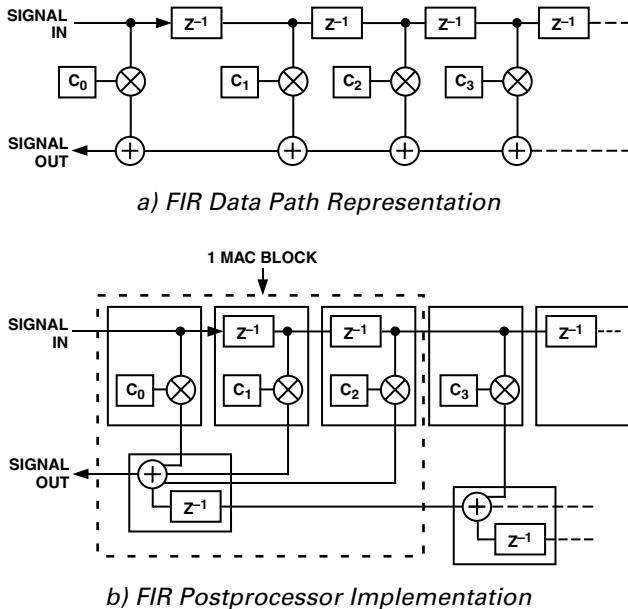 SIGNAL IN
Z⁻¹ Z⁻¹ Z⁻¹ Z⁻¹
C₀ C₁ C₂ C₃
SIGNAL OUT
a) FIR Data Path Representation
1 MAC BLOCK
SIGNAL IN
Z⁻¹ Z⁻¹ Z⁻¹
C₀ C₁ C₂ C₃
SIGNAL OUT
Z⁻¹
Z⁻¹
b) FIR Postprocessor Implementation